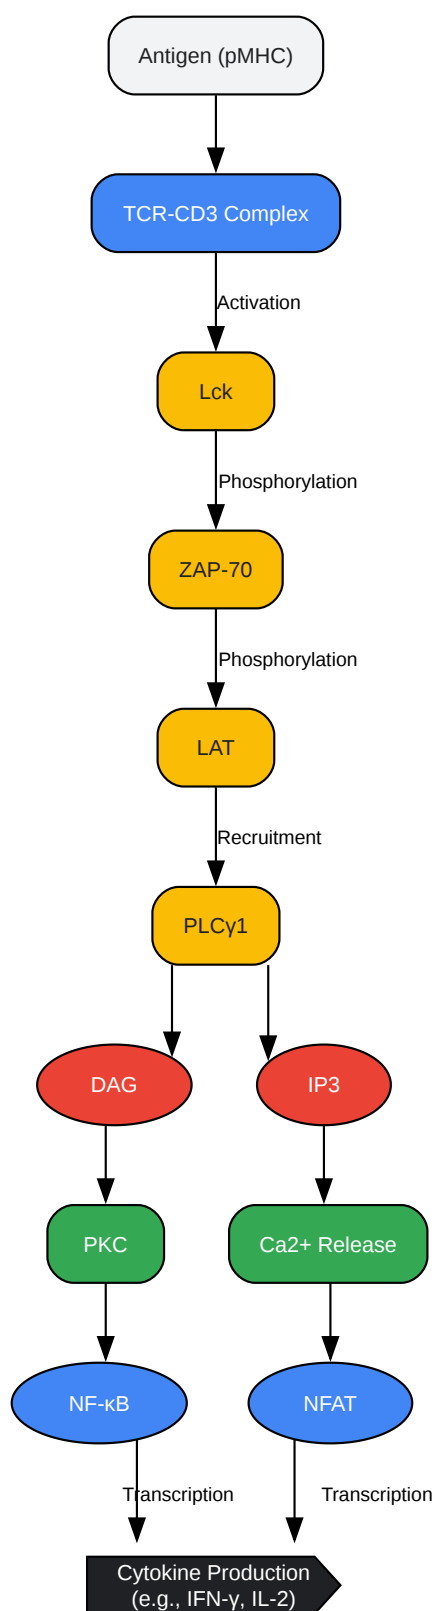 Antigen (pMHC)
TCR-CD3 Complex
Activation
Lck
Phosphorylation
ZAP-70
Phosphorylation
LAT
Recruitment
PLCγ1
DAG
IP3
PKC
Ca2+ Release
NF-κB
NFAT
Transcription
Transcription
Cytokine Production
(e.g., IFN-γ, IL-2)